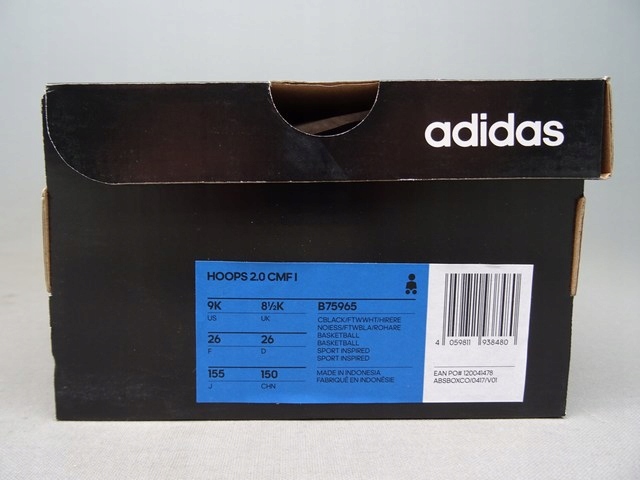 adidas
HOOPS 2.0 CMF I
9K 8½K B75965
US UK
CBLACK/FTWWHT/HIRERE
NOIESS/FTWBLA/ROHARE
26 26 BASKETBALL
F D BASKETBALL
SPORT INSPIRED
SPORT INSPIRED
155 150 MADE IN INDONESIA
J CHN FABRIQUÉ EN INDONÉSIE
4 059811 938480
EAN PO# 120041478
ABSBOXCO/0417/V01